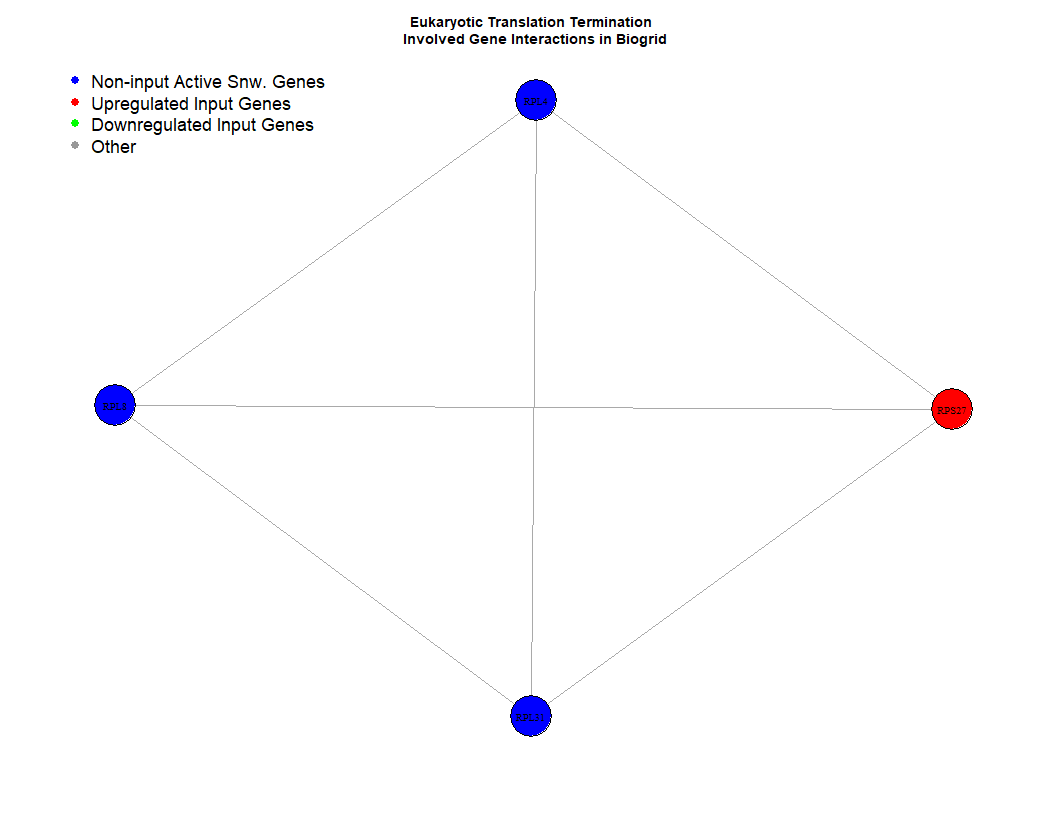 Eukaryotic Translation Termination
Involved Gene Interactions in Biogrid
Non-input Active Snw. Genes
Upregulated Input Genes
Downregulated Input Genes
Other
RPL4
RPS27
RPL31